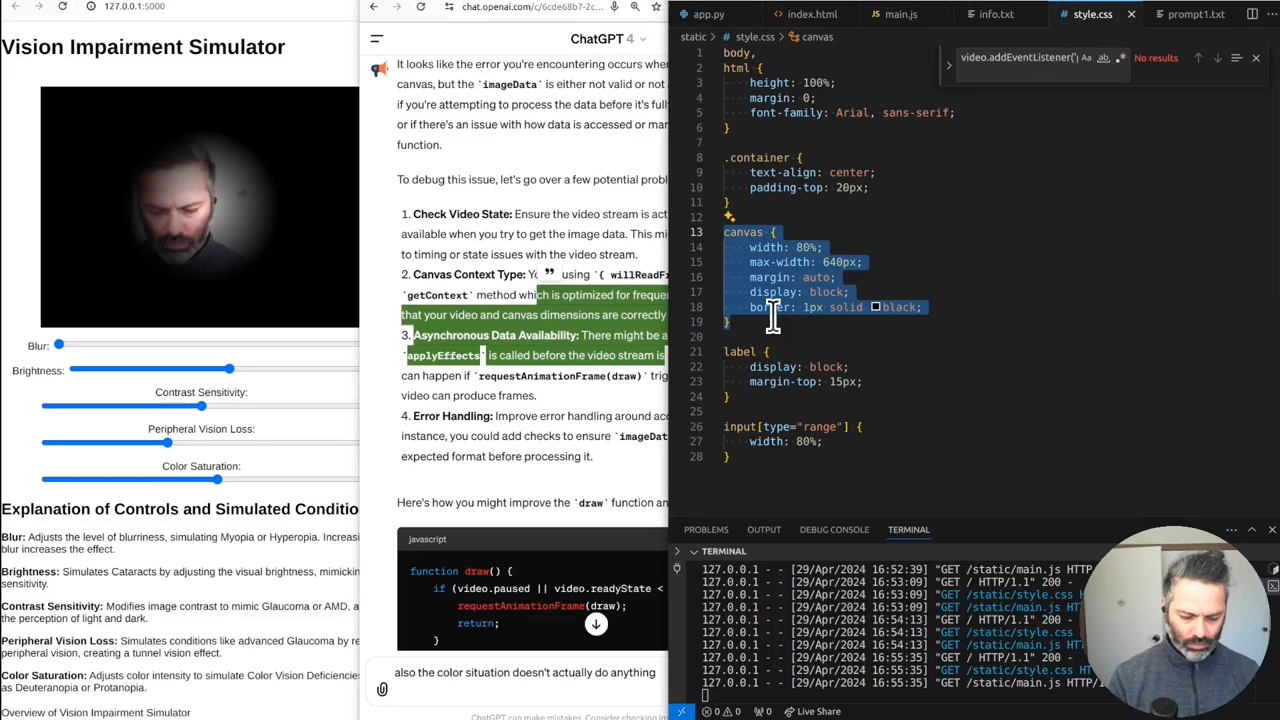 127.0.0.1:5000
Vision Impairment Simulator
Blur:
Brightness:
Contrast Sensitivity:
Peripheral Vision Loss:
Color Saturation:
Explanation of Controls and Simulated Conditio
Blur: Adjusts the level of blurriness, simulating Myopia or Hyperopia. Increasi
blur increases the effect.
Brightness: Simulates Cataracts by adjusting the visual brightness, mimickin
sensitivity.
Contrast Sensitivity: Modifies image contrast to mimic Glaucoma or AMD, a
the perception of light and dark.
Peripheral Vision Loss: Simulates conditions like advanced Glaucoma by re
peripheral vision, creating a tunnel vision effect.
Color Saturation: Adjusts color intensity to simulate Color Vision Deficiencies
as Deuteranopia or Protanopia.
Overview of Vision Impairment Simulator
chat.openai.com/c/6cde68b7-2c...
ChatGPT 4
It looks like the error you're encountering occurs whe
canvas, but the `imageData` is either not valid or not a
if you're attempting to process the data before it's fully
or if there's an issue with how data is accessed or man
function.
To debug this issue, let's go over a few potential probl
1. Check Video State: Ensure the video stream is act
available when you try to get the image data. This mi
to timing or state issues with the video stream.
2. Canvas Context Type: Yo using `{ willReadFr
`getContext` method which is optimized for freque
that your video and canvas dimensions are correctly
3. Asynchronous Data Availability: There might be a
`applyEffects` is called before the video stream is
can happen if `requestAnimationFrame(draw)` trig
video can produce frames.
4. Error Handling: Improve error handling around acc
instance, you could add checks to ensure `imageDat
expected format before processing it.
Here's how you might improve the `draw` function an
javascript
function draw() {
if (video.paused || video.readyState <
requestAnimationFrame(draw);
return;
}
also the color situation doesn't actually do anything
ChatGPT can make mistakes. Consider checking im
app.py index.html main.js info.txt style.css prompt1.txt
static > style.css > canvas
video.addEventListener(' Aa ab No results
1 body,
2 html {
3 height: 100%;
4 margin: 0;
5 font-family: Arial, sans-serif;
6 }
7
8 .container {
9 text-align: center;
10 padding-top: 20px;
11 }
12
13 canvas {
14 width: 80%;
15 max-width: 640px;
16 margin: auto;
17 display: block;
18 border: 1px solid black;
19 }
20
21 label {
22 display: block;
23 margin-top: 15px;
24 }
25
26 input[type="range"] {
27 width: 80%;
28 }
PROBLEMS OUTPUT DEBUG CONSOLE TERMINAL
TERMINAL
127.0.0.1 - - [29/Apr/2024 16:52:39] "GET /static/main.js HTTP
127.0.0.1 - - [29/Apr/2024 16:53:09] "GET / HTTP/1.1" 200 -
127.0.0.1 - - [29/Apr/2024 16:53:09] "GET /static/style.css HT
127.0.0.1 - - [29/Apr/2024 16:53:09] "GET /static/main.js HTT
127.0.0.1 - - [29/Apr/2024 16:54:13] "GET / HTTP/1.1" 200 -
127.0.0.1 - - [29/Apr/2024 16:54:13] "GET /static/style.css
127.0.0.1 - - [29/Apr/2024 16:54:13] "GET /static/main.js
127.0.0.1 - - [29/Apr/2024 16:55:35] "GET / HTTP/1.1" 200
127.0.0.1 - - [29/Apr/2024 16:55:35] "GET /static/style.css
127.0.0.1 - - [29/Apr/2024 16:55:35] "GET /static/main.js
0 0 0 Live Share